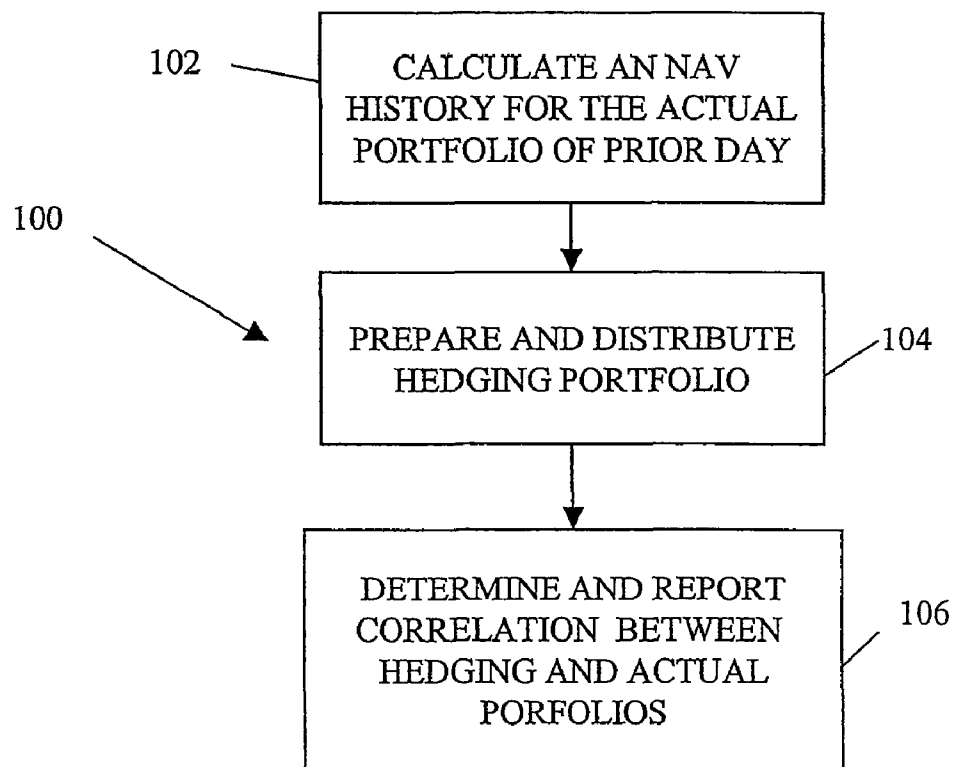 102
CALCULATE AN NAV
HISTORY FOR THE ACTUAL
PORTFOLIO OF PRIOR DAY
100
PREPARE AND DISTRIBUTE
HEDGING PORTFOLIO
104
DETERMINE AND REPORT
CORRELATION BETWEEN
HEDGING AND ACTUAL
PORFOLIOS
106